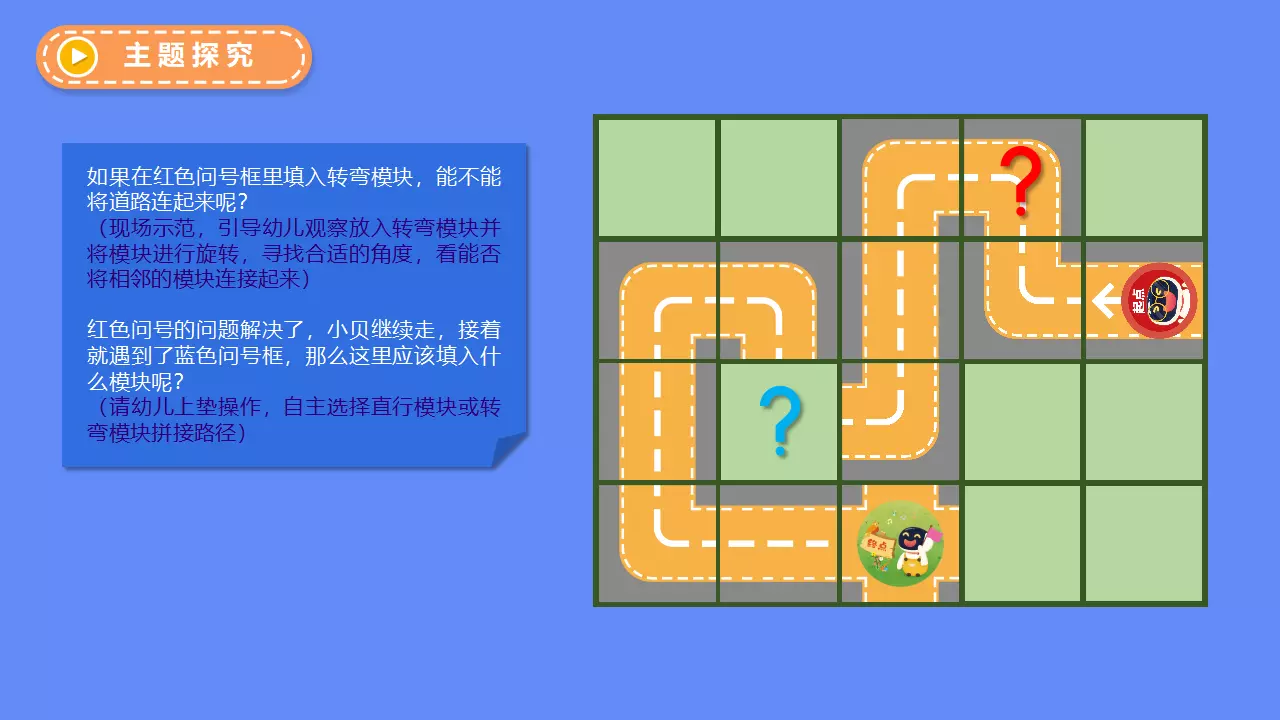 主题探究
如果在红色问号框里填入转弯模块，能不能
将道路连起来呢？
（现场示范，引导幼儿观察放入转弯模块并
将模块进行旋转，寻找合适的角度，看能否
将相邻的模块连接起来）
红色问号的问题解决了，小贝继续走，接着
就遇到了蓝色问号框，那么这里应该填入什
么模块呢？
（请幼儿上垫操作，自主选择直行模块或转
弯模块拼接路径）
?
起点
?
终点